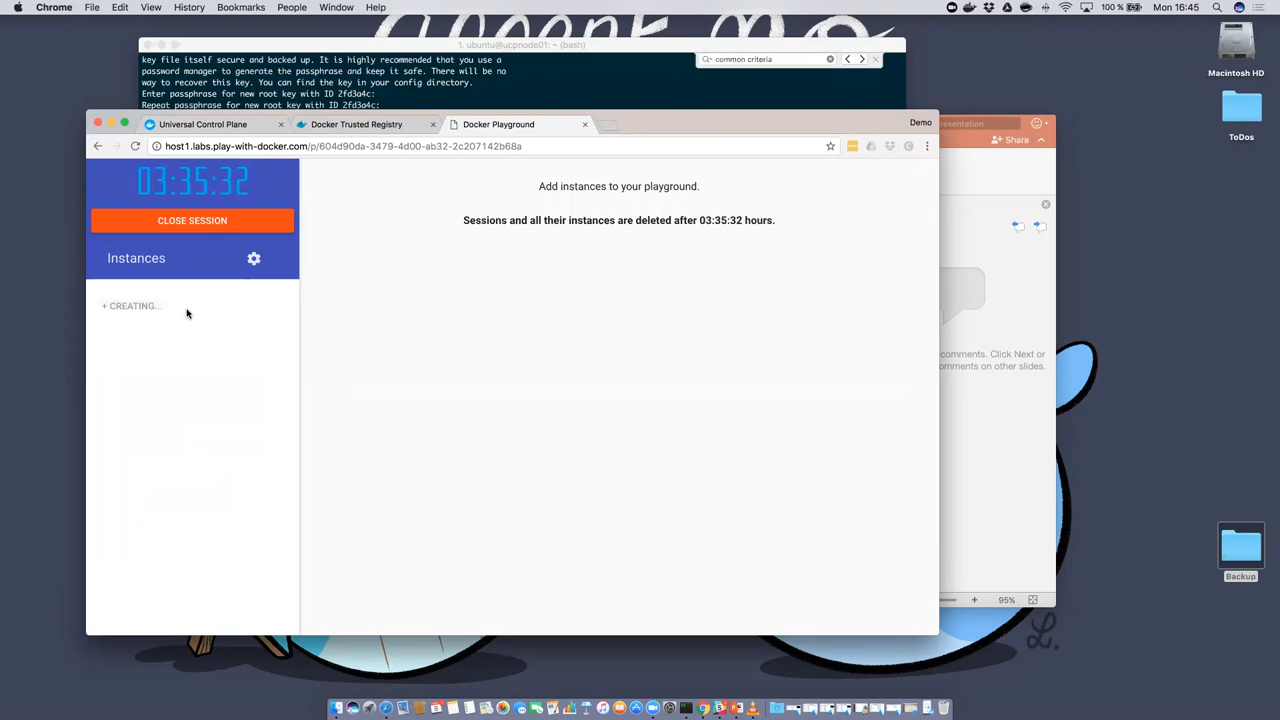 Chrome File Edit View History Bookmarks People Window Help 100 % Mon 16:45
1. ubuntu@ucpnode01: ~ (bash)
key file itself secure and backed up. It is highly recommended that you use a
password manager to generate the passphrase and keep it safe. There will be no
way to recover this key. You can find the key in your config directory.
Enter passphrase for new root key with ID 2fd3a4c:
Repeat passphrase for new root key with ID 2fd3a4c:
common criteria
Macintosh HD
ToDos
Universal Control Plane
Docker Trusted Registry
Docker Playground
Demo
host1.labs.play-with-docker.com/p/604d90da-3479-4d00-ab32-2c207142b68a
03:35:32
CLOSE SESSION
Instances
+ CREATING...
Add instances to your playground.
Sessions and all their instances are deleted after 03:35:32 hours.
resentation
Share
comments. Click Next or
omments on other slides.
95%
Backup
L.